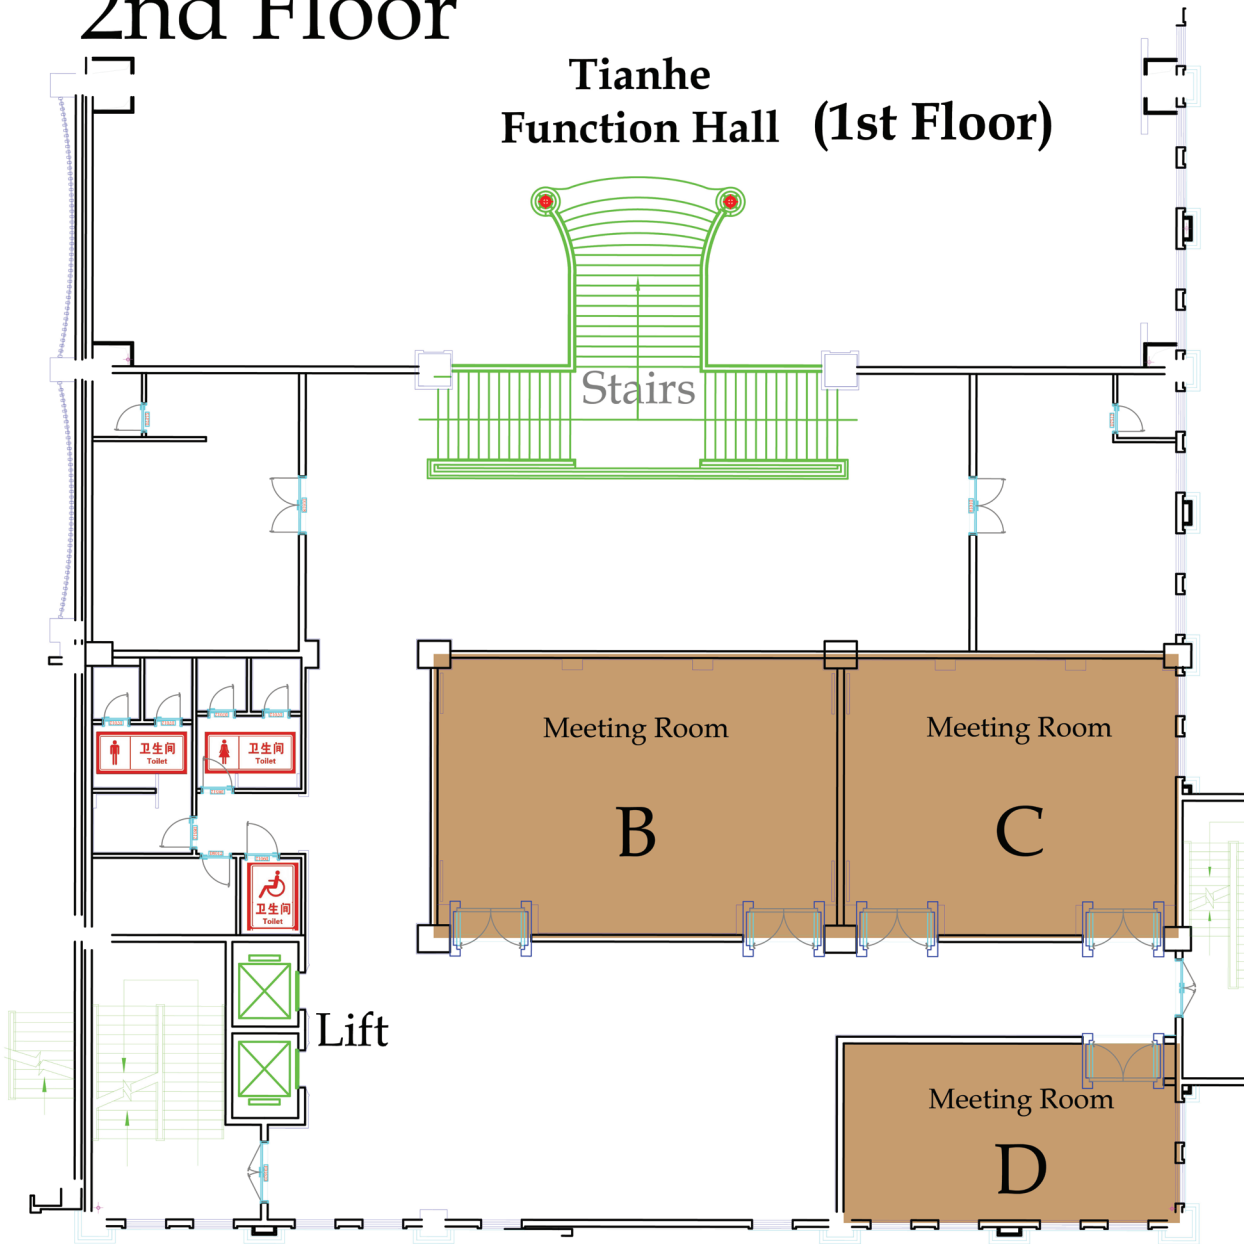 2nd Floor
Tianhe
Function Hall (1st Floor)
Stairs
卫生间
Toilet
卫生间
Toilet
Meeting Room
Meeting Room
B
C
卫生间
Toilet
Lift
Meeting Room
D